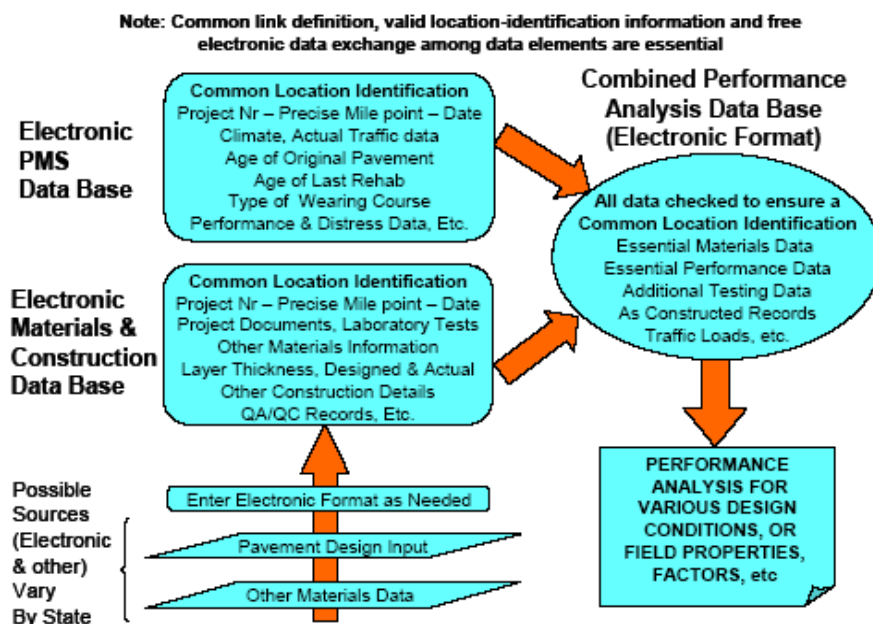 Note: Common link definition, valid location-identification information and free
electronic data exchange among data elements are essential
Electronic
PMS
Data Base
Common Location Identification
Project Nr – Precise Mile point – Date
Climate, Actual Traffic data
Age of Original Pavement
Age of Last Rehab
Type of Wearing Course
Performance & Distress Data, Etc.
Combined Performance
Analysis Data Base
(Electronic Format)
All data checked to ensure a
Common Location Identification
Essential Materials Data
Essential Performance Data
Additional Testing Data
As Constructed Records
Traffic Loads, etc.
Electronic
Materials &
Construction
Data Base
Common Location Identification
Project Nr – Precise Mile point – Date
Project Documents, Laboratory Tests
Other Materials Information
Layer Thickness, Designed & Actual
Other Construction Details
QA/QC Records, Etc.
Possible
Sources
(Electronic
& other)
Vary
By State
Enter Electronic Format as Needed
Pavement Design Input
Other Materials Data
PERFORMANCE
ANALYSIS FOR
VARIOUS DESIGN
CONDITIONS, OR
FIELD PROPERTIES,
FACTORS, etc